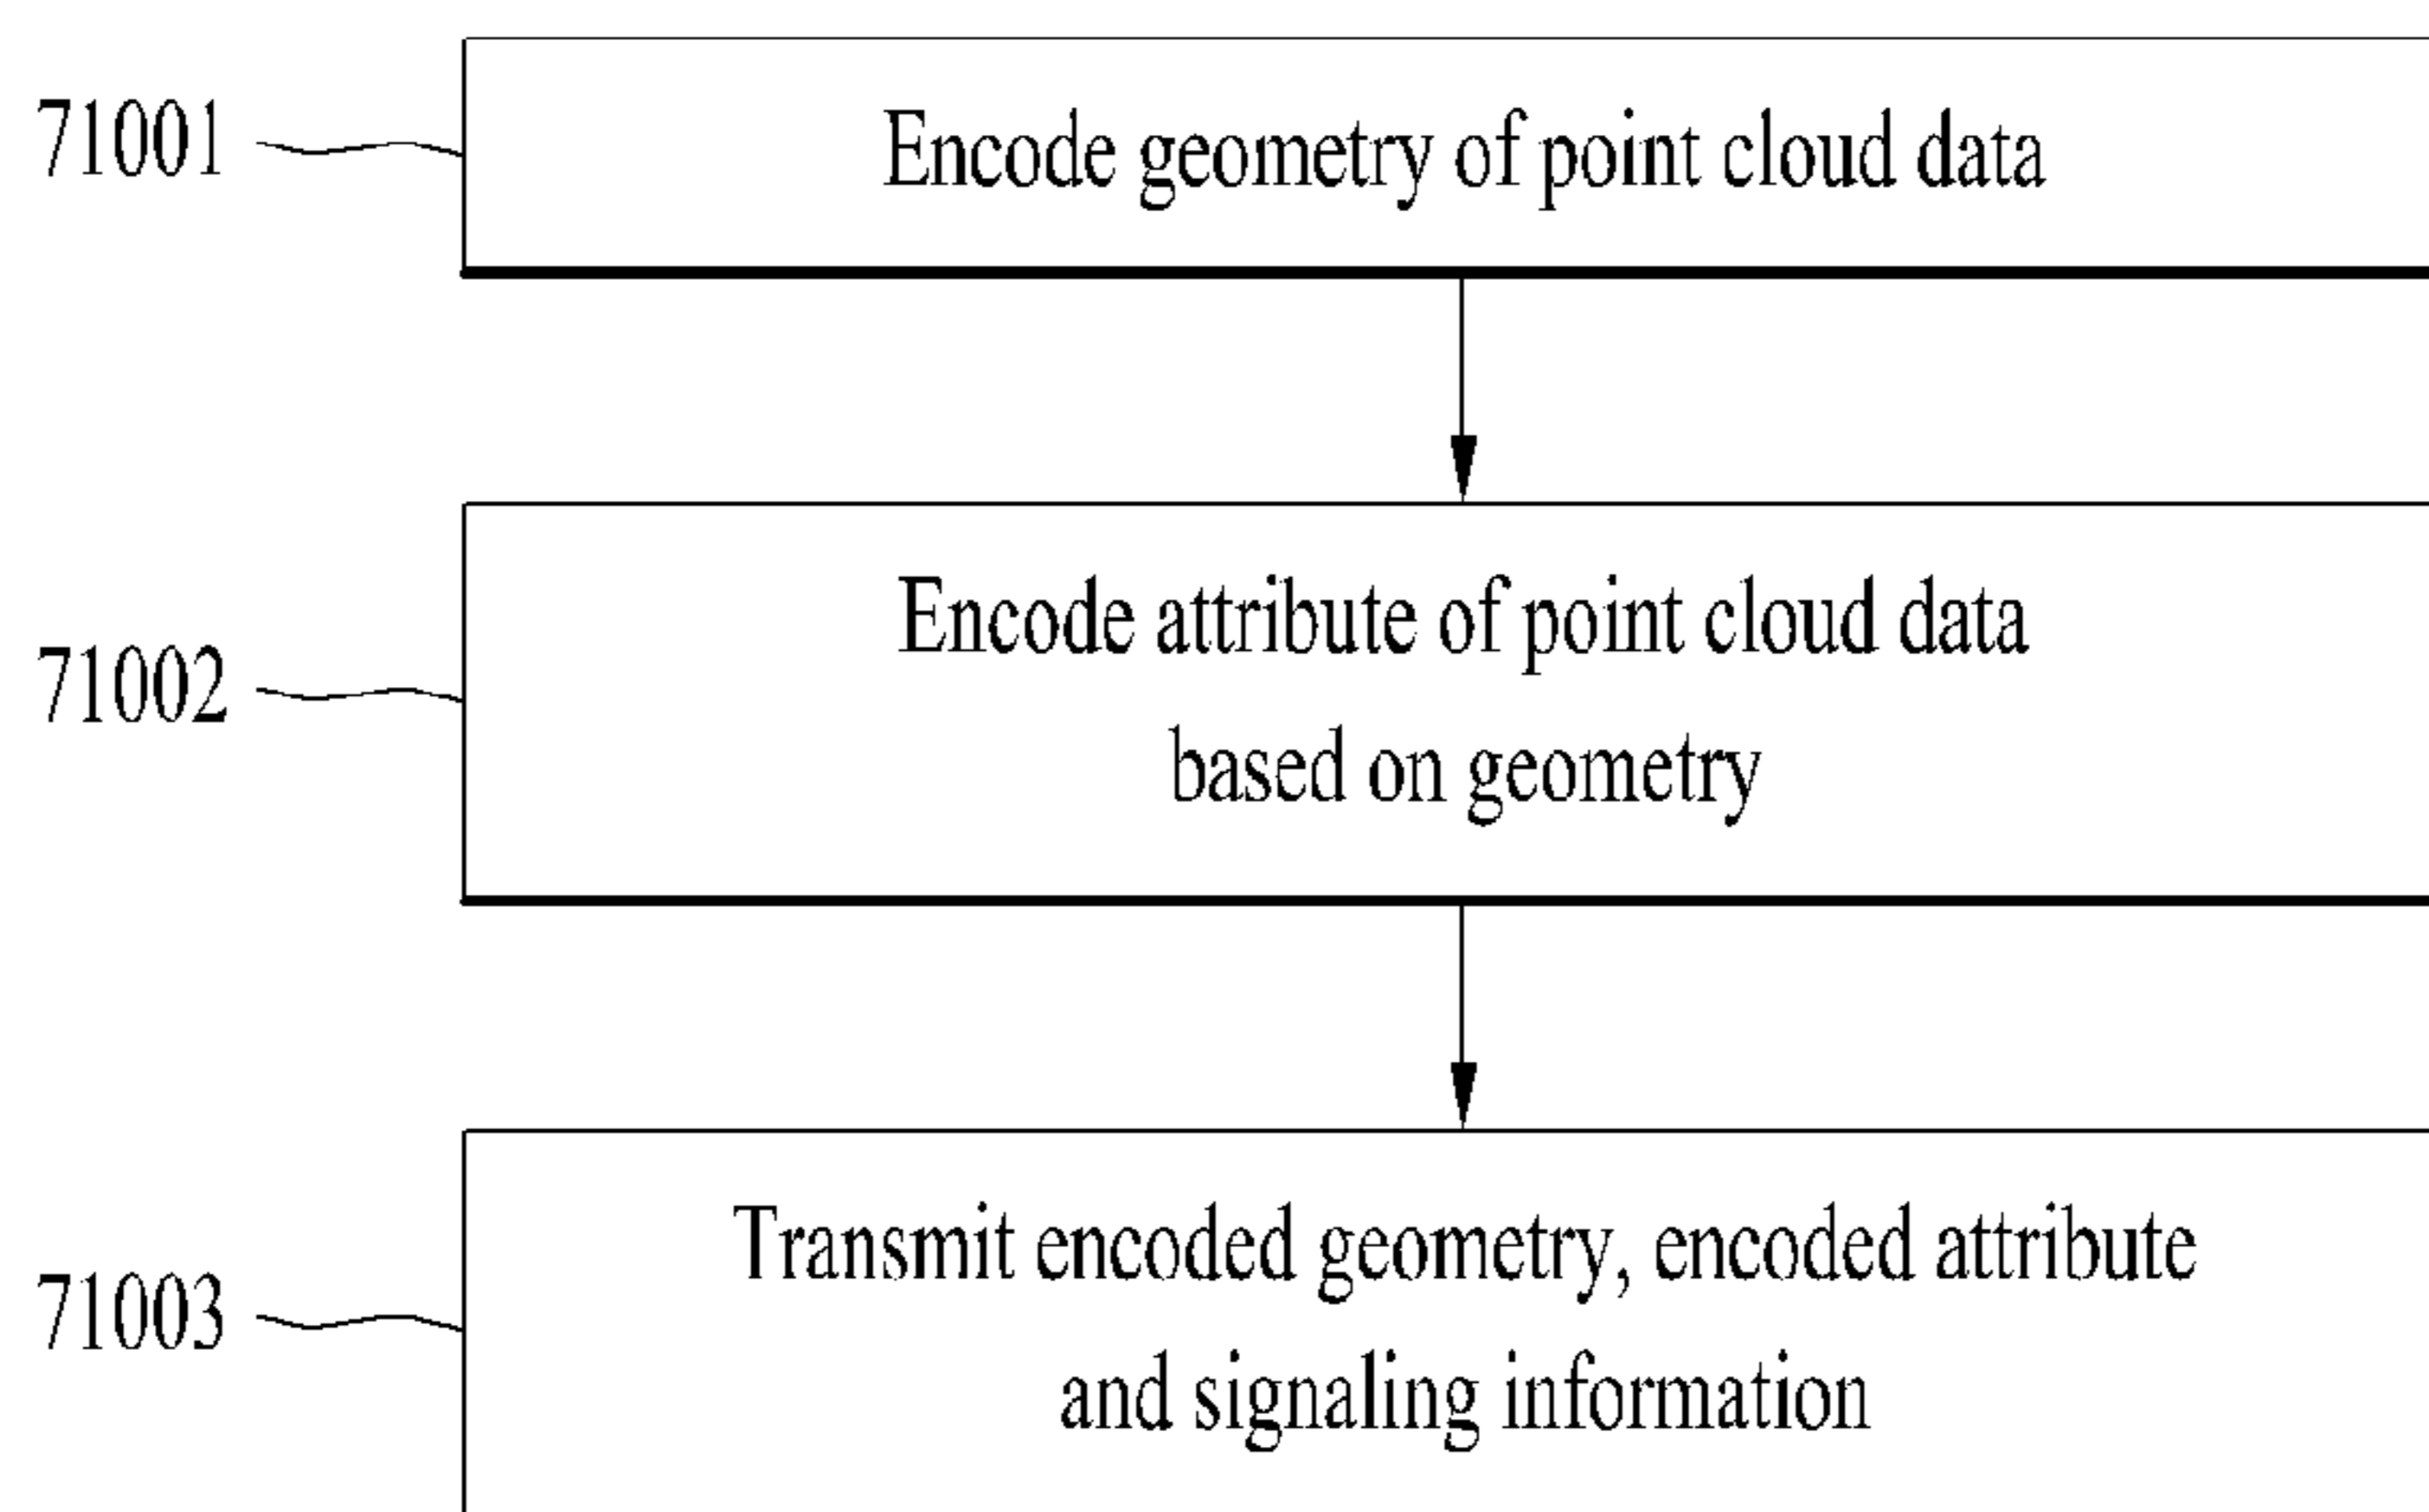 71001
Encode geometry of point cloud data
71002
Encode attribute of point cloud data
based on geometry
71003
Transmit encoded geometry, encoded attribute
and signaling information